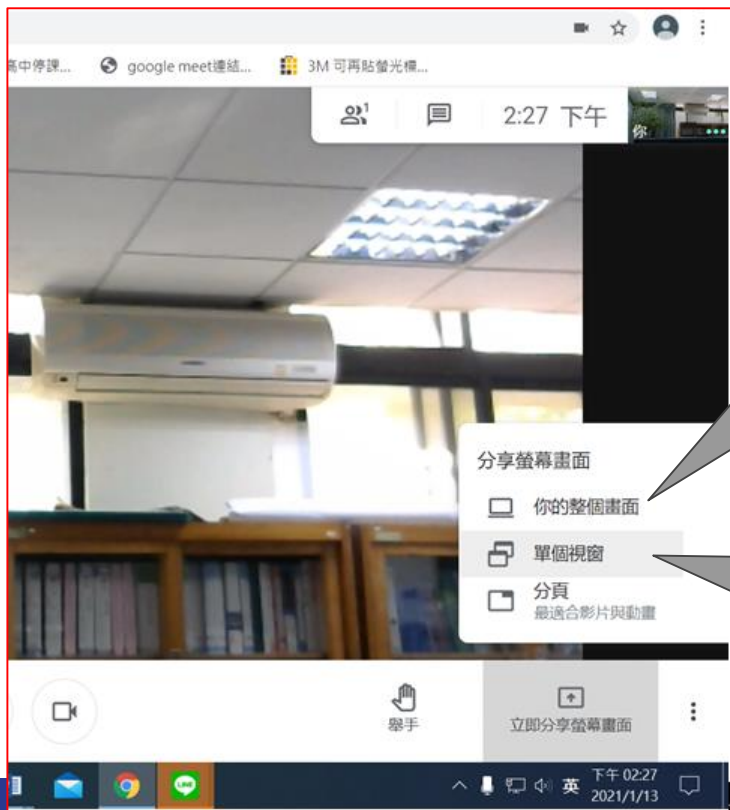 高中停課...
google meet連結...
3M 可再貼螢光標...
1
2:27 下午
你
分享螢幕畫面
你的整個畫面
單個視窗
分頁
最適合影片與動畫
舉手
立即分享螢幕畫面
LINE
英
下午 02:27
2021/1/13